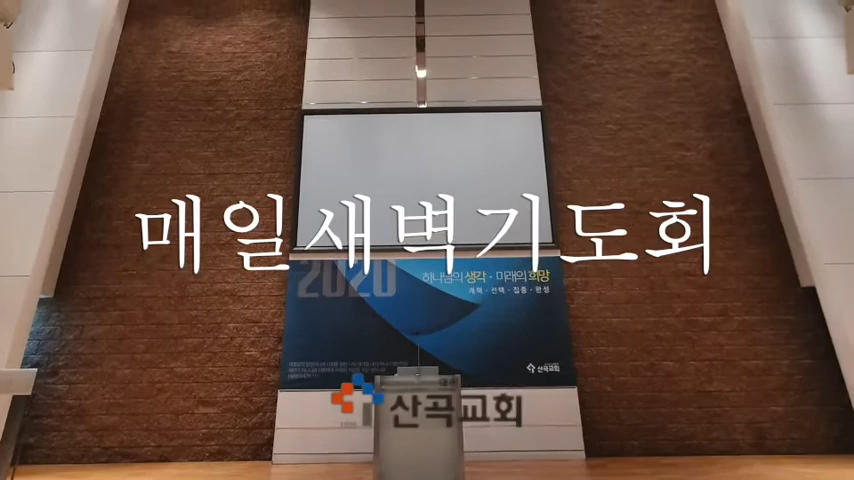 매일새벽기도회
2020
하나님의 생각 · 미래의 희망
개혁 · 선택 · 집중 · 완성
산곡교회
산곡교회